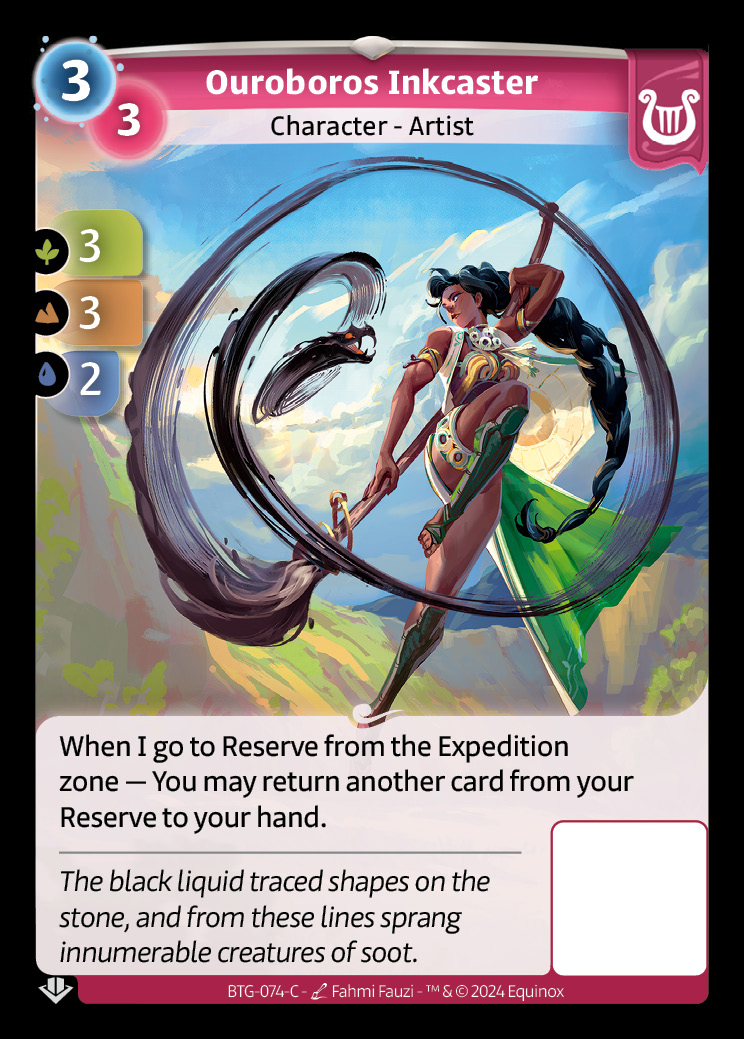 3
Ouroboros Inkcaster
3
Character - Artist
3
3
2
When I go to Reserve from the Expedition
zone — You may return another card from your
Reserve to your hand.
The black liquid traced shapes on the
stone, and from these lines sprang
innumerable creatures of soot.
BTG-074-C - Fahmi Fauzi - ™ & © 2024 Equinox